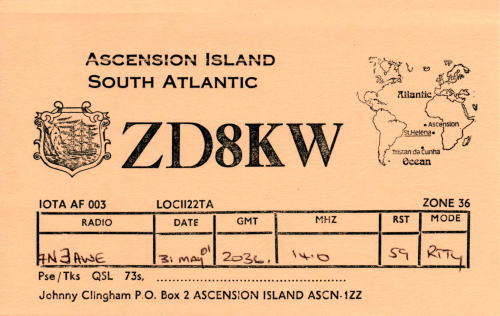 ASCENSION ISLAND
SOUTH ATLANTIC
ZD8KW
Atlantic
Ascension
St.Helena
Tristan da Cunha
Ocean
IOTA AF 003 LOCII22TA ZONE 36
RADIO DATE GMT MHZ RST MODE
AN3AWE 31 MAY 01 2036. 14.0 59 RTTY
Pse/Tks QSL 73s, ................................
Johnny Clingham P.O. Box 2 ASCENSION ISLAND ASCN-1ZZ